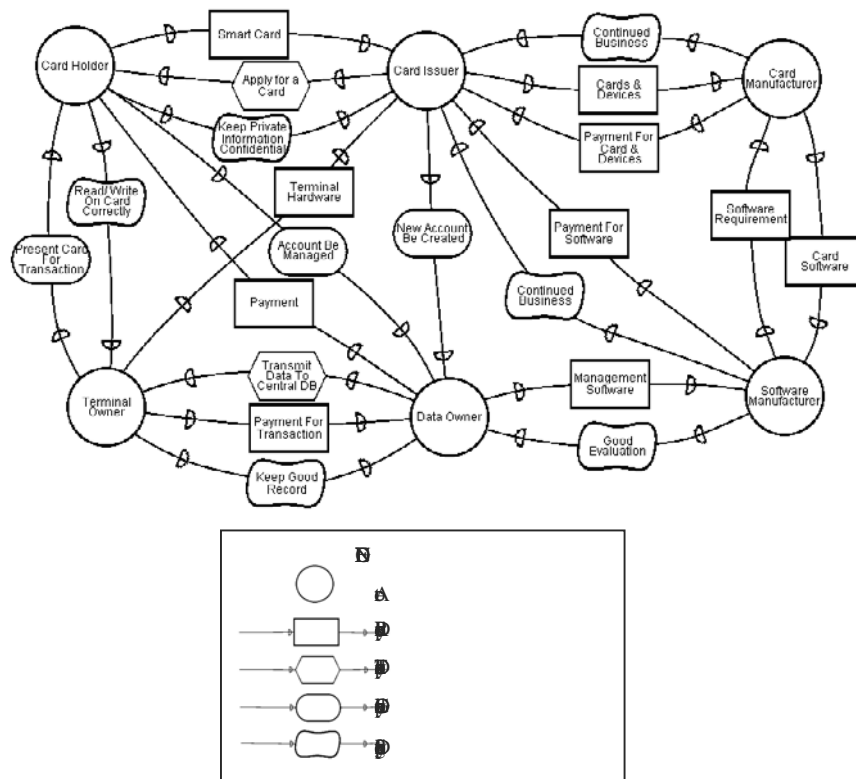 Smart Card
Continued
Business
Card Holder
Apply for a
Card
Card Issuer
Cards &
Devices
Card
Manufacturer
Keep Private
Information
Confidential
Payment For
Card & Devices
Read/Write
On Card
Correctly
Terminal
Hardware
Software
Requirement
Present Card
For
Transaction
Account Be
Managed
New Account
Be Created
Payment For
Software
Card
Software
Payment
Continued
Business
Transmit
Data To
Central DB
Management
Software
Terminal
Owner
Payment For
Transaction
Data Owner
Software
Manufacturer
Keep Good
Record
Good
Evaluation